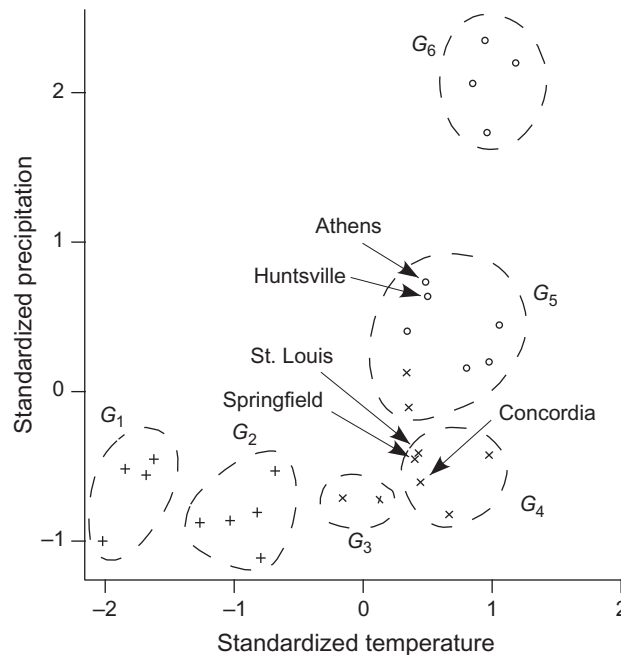 G6
2
Athens
1
Huntsville
G5
St. Louis
0
Springfield
Concordia
G1
G2
G4
G3
–1
–2
–1
0
1
2
Standardized temperature
Standardized precipitation